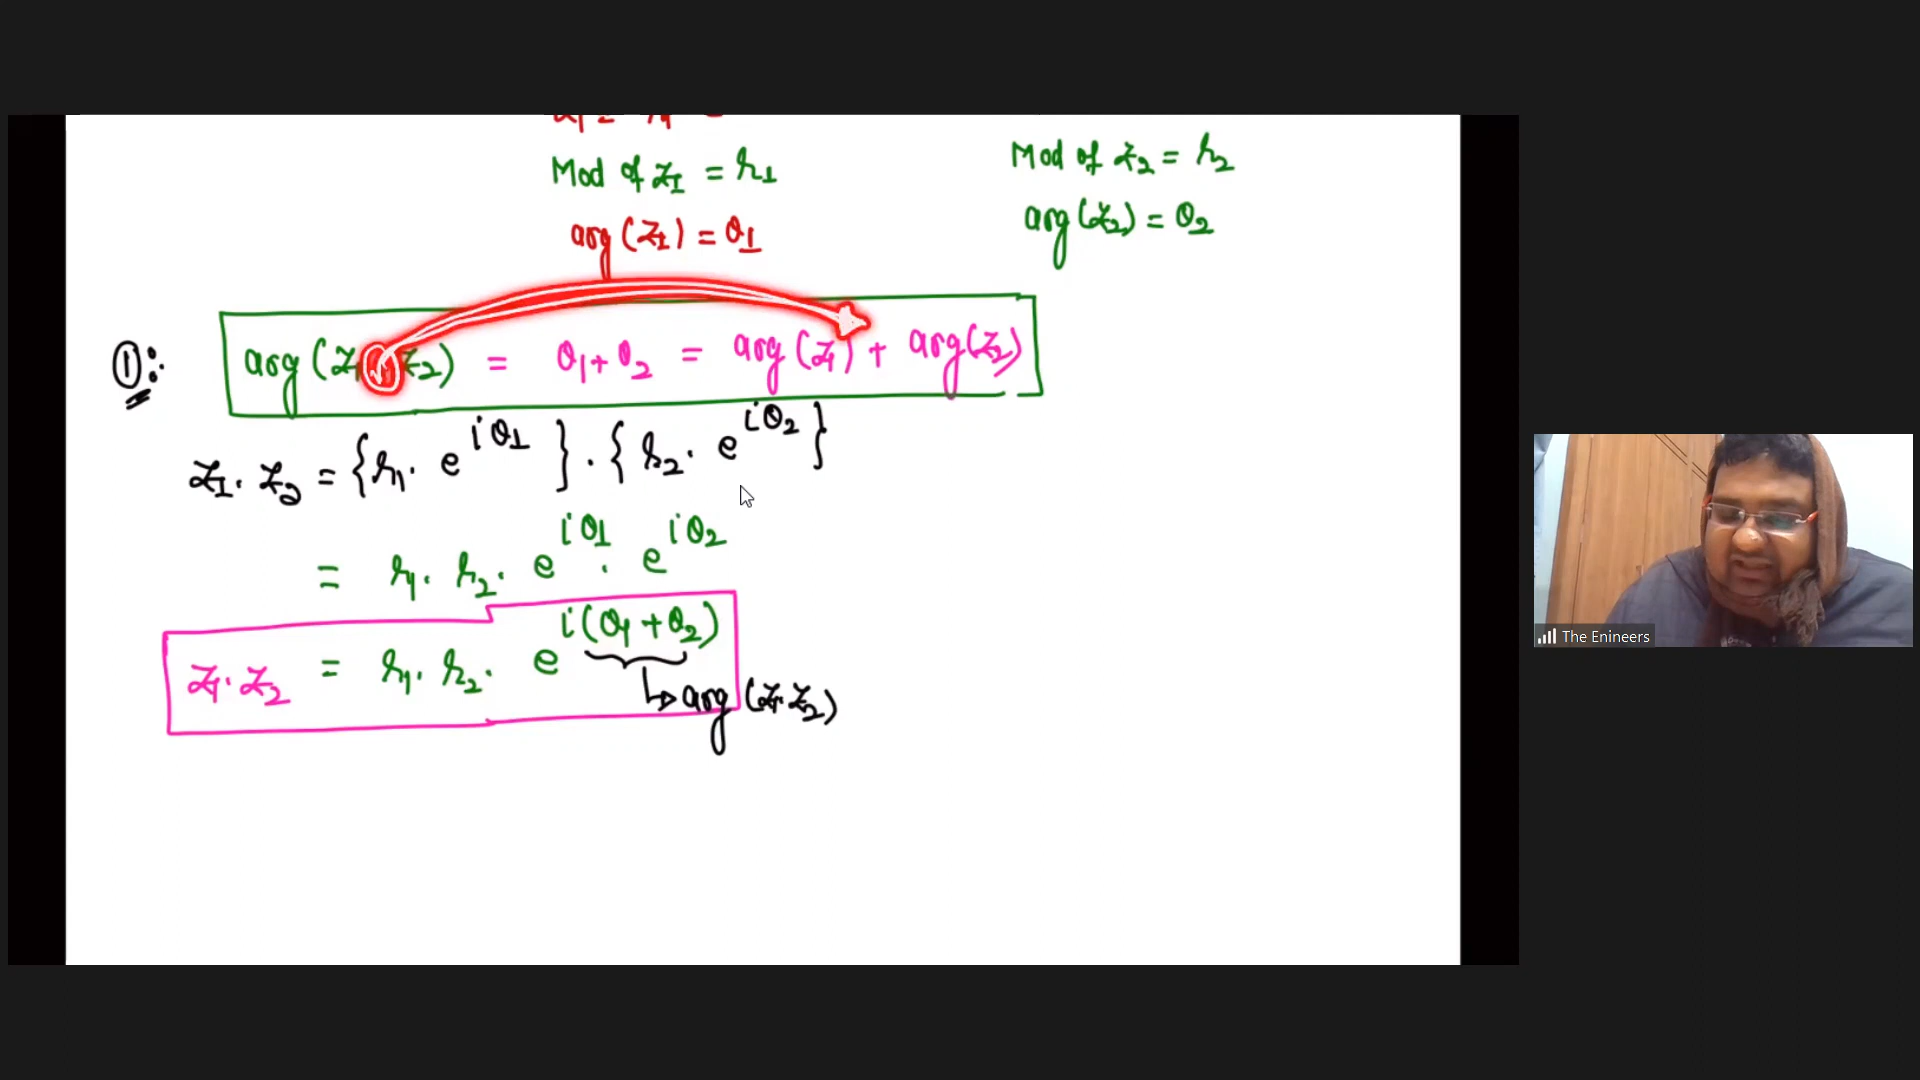 Mod of z₁ = r₁
Mod of z₂ = r₂
arg(z₁) = θ₁
arg(z₂) = θ₂
①: arg(z₁.z₂) = θ₁+θ₂ = arg(z₁) + arg(z₂)
z₁. z₂ = {r₁. e^{iθ₁}} . {r₂. e^{iθ₂}}
= r₁. r₂. e^{iθ₁} . e^{iθ₂}
z₁.z₂ = r₁. r₂. e^{i(θ₁+θ₂)}
↳ arg(z₁.z₂)
The Enineers